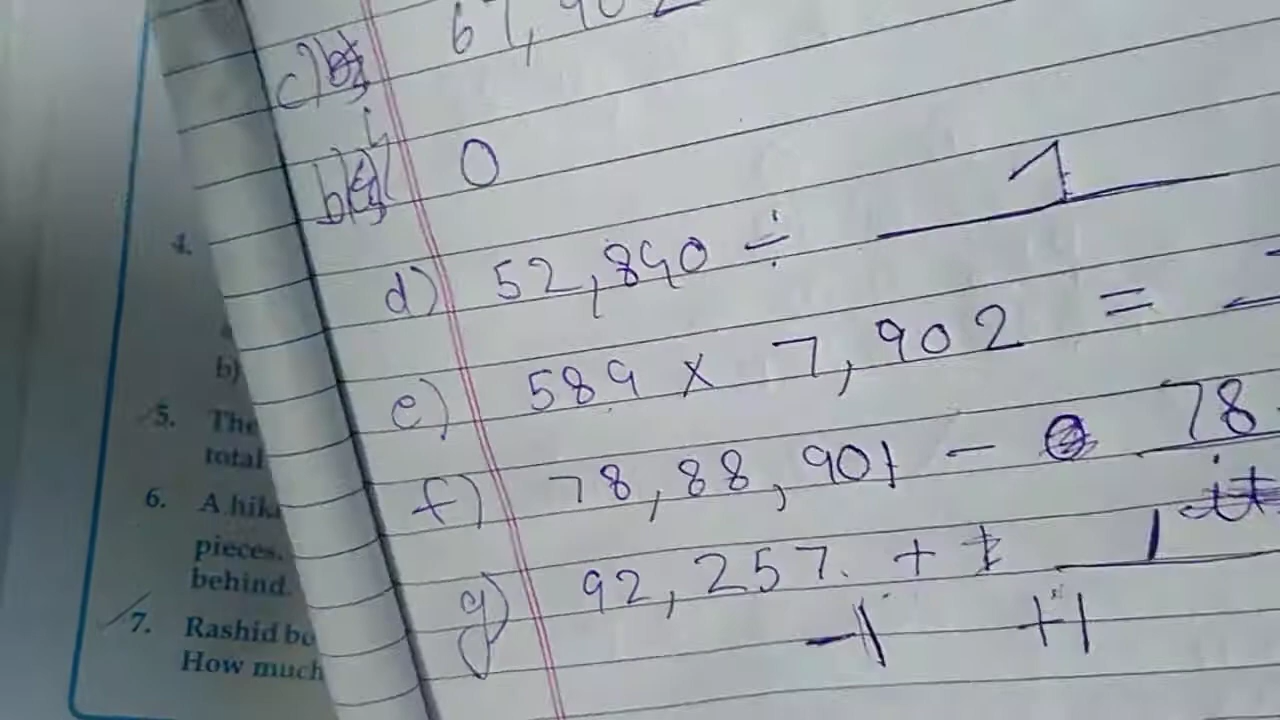 c) 67,902
b) 0
d) 52,890 ÷ 1
e) 589 x 7,902 =
f) 78,88,901 - 78
g) 92,257. + 1
-1 +1
4.
b)
5. The
total
6. A hik
pieces.
behind.
7. Rashid bo
How much